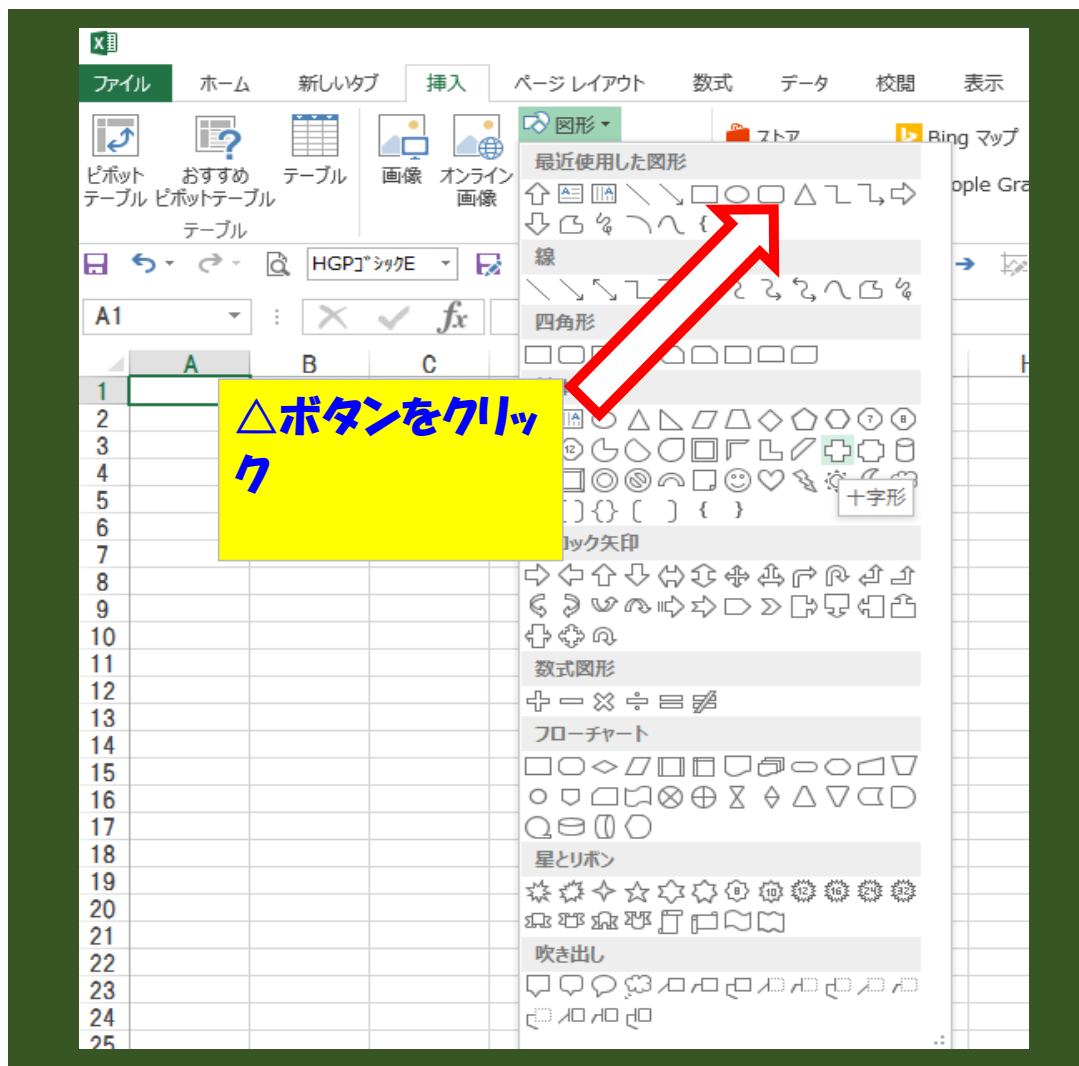 ファイル ホーム 新しいタブ 挿入 ページ レイアウト 数式 データ 校閲 表示
図形
ストア
Bing マップ
ピボット
テーブル
おすすめ
ピボットテーブル
テーブル
画像
オンライン
画像
テーブル
最近使用した図形
HGPゴシックE
線
A1
fx
四角形
A B C
△ボタンをクリッ
ク
十字形
ブロック矢印
数式図形
フローチャート
星とリボン
吹き出し
1
2
3
4
5
6
7
8
9
10
11
12
13
14
15
16
17
18
19
20
21
22
23
24
25